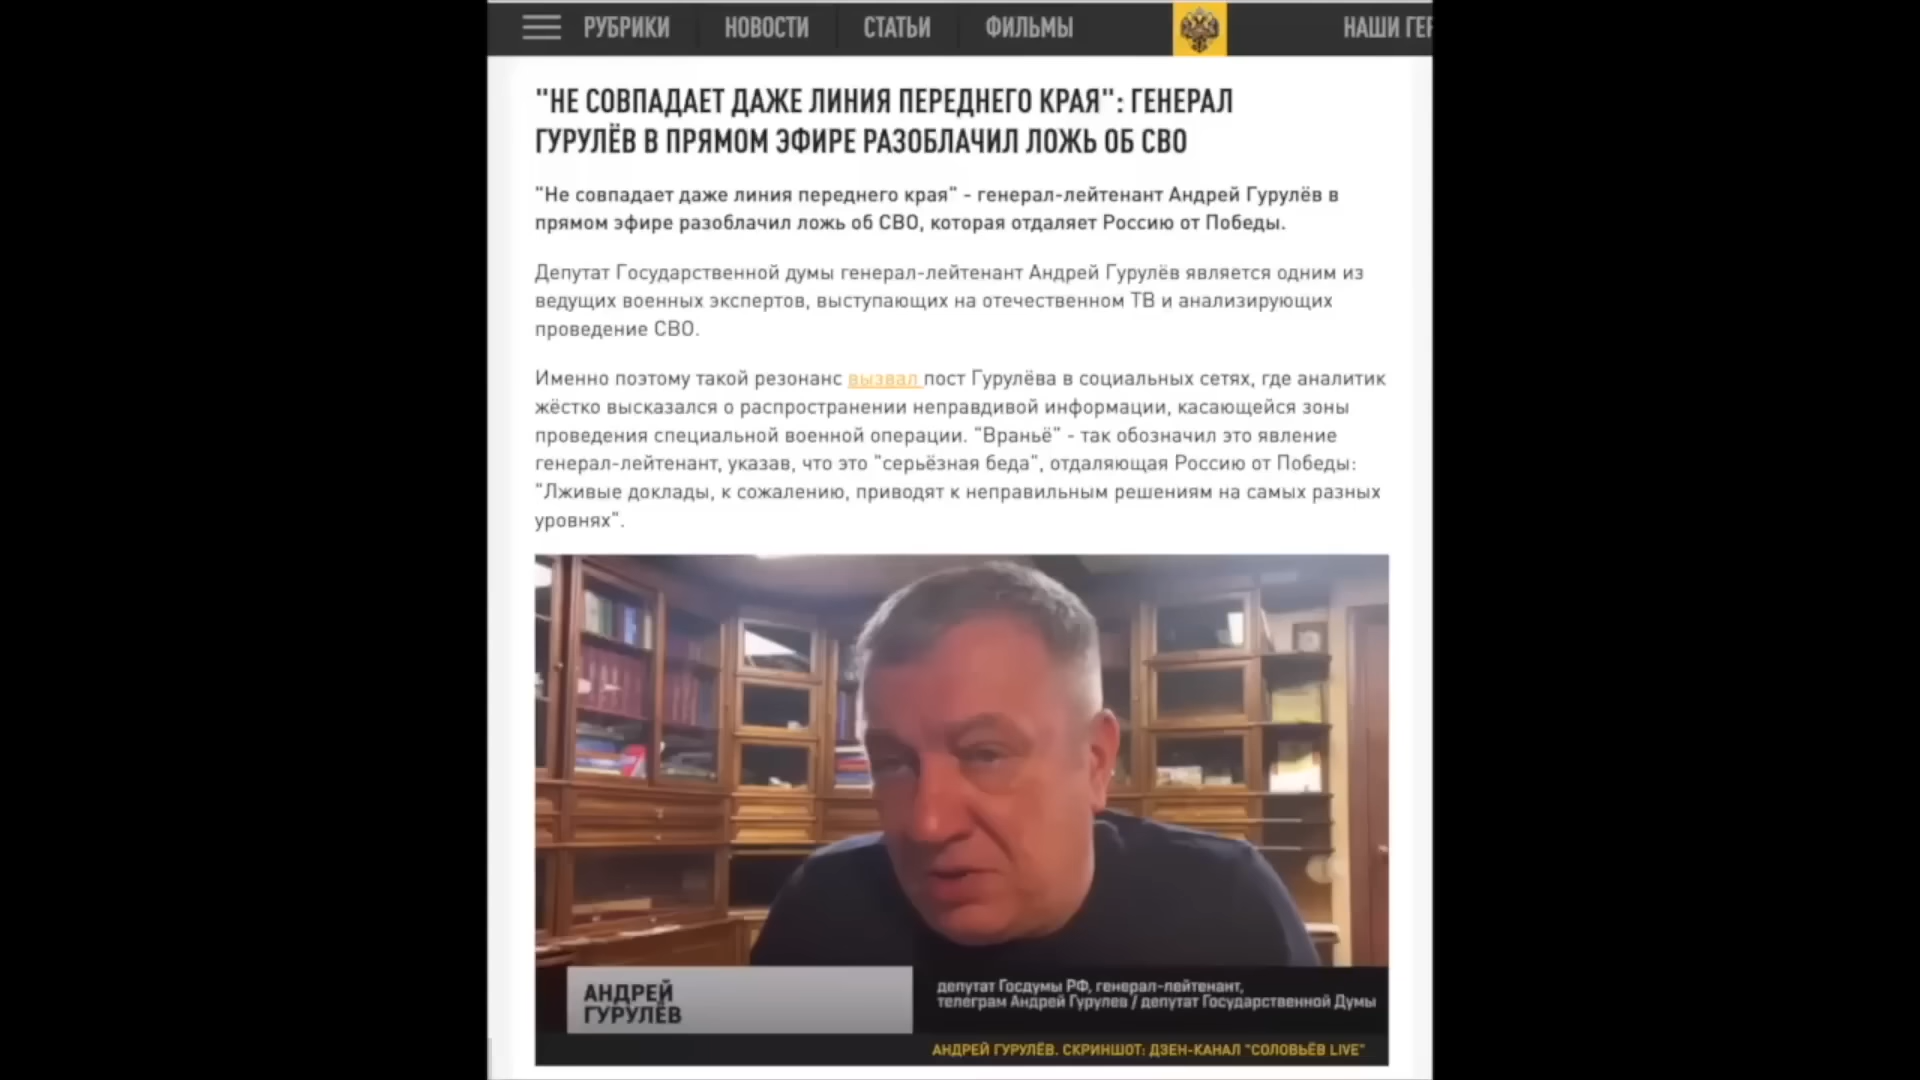 РУБРИКИ НОВОСТИ СТАТЬИ ФИЛЬМЫ НАШИ ГЕР
"НЕ СОВПАДАЕТ ДАЖЕ ЛИНИЯ ПЕРЕДНЕГО КРАЯ": ГЕНЕРАЛ
ГУРУЛЁВ В ПРЯМОМ ЭФИРЕ РАЗОБЛАЧИЛ ЛОЖЬ ОБ СВО
"Не совпадает даже линия переднего края" - генерал-лейтенант Андрей Гурулёв в
прямом эфире разоблачил ложь об СВО, которая отдаляет Россию от Победы.
Депутат Государственной думы генерал-лейтенант Андрей Гурулёв является одним из
ведущих военных экспертов, выступающих на отечественном ТВ и анализирующих
проведение СВО.
Именно поэтому такой резонанс вызвал пост Гурулёва в социальных сетях, где аналитик
жёстко высказался о распространении неправдивой информации, касающейся зоны
проведения специальной военной операции. "Враньё" - так обозначил это явление
генерал-лейтенант, указав, что это "серьёзная беда", отдаляющая Россию от Победы:
"Лживые доклады, к сожалению, приводят к неправильным решениям на самых разных
уровнях".
АНДРЕЙ
ГУРУЛЁВ
депутат Госдумы РФ, генерал-лейтенант,
телеграм Андрей Гурулев / депутат Государственной Думы
АНДРЕЙ ГУРУЛЁВ. СКРИНШОТ: ДЗЕН-КАНАЛ "СОЛОВЬЁВ LIVE"